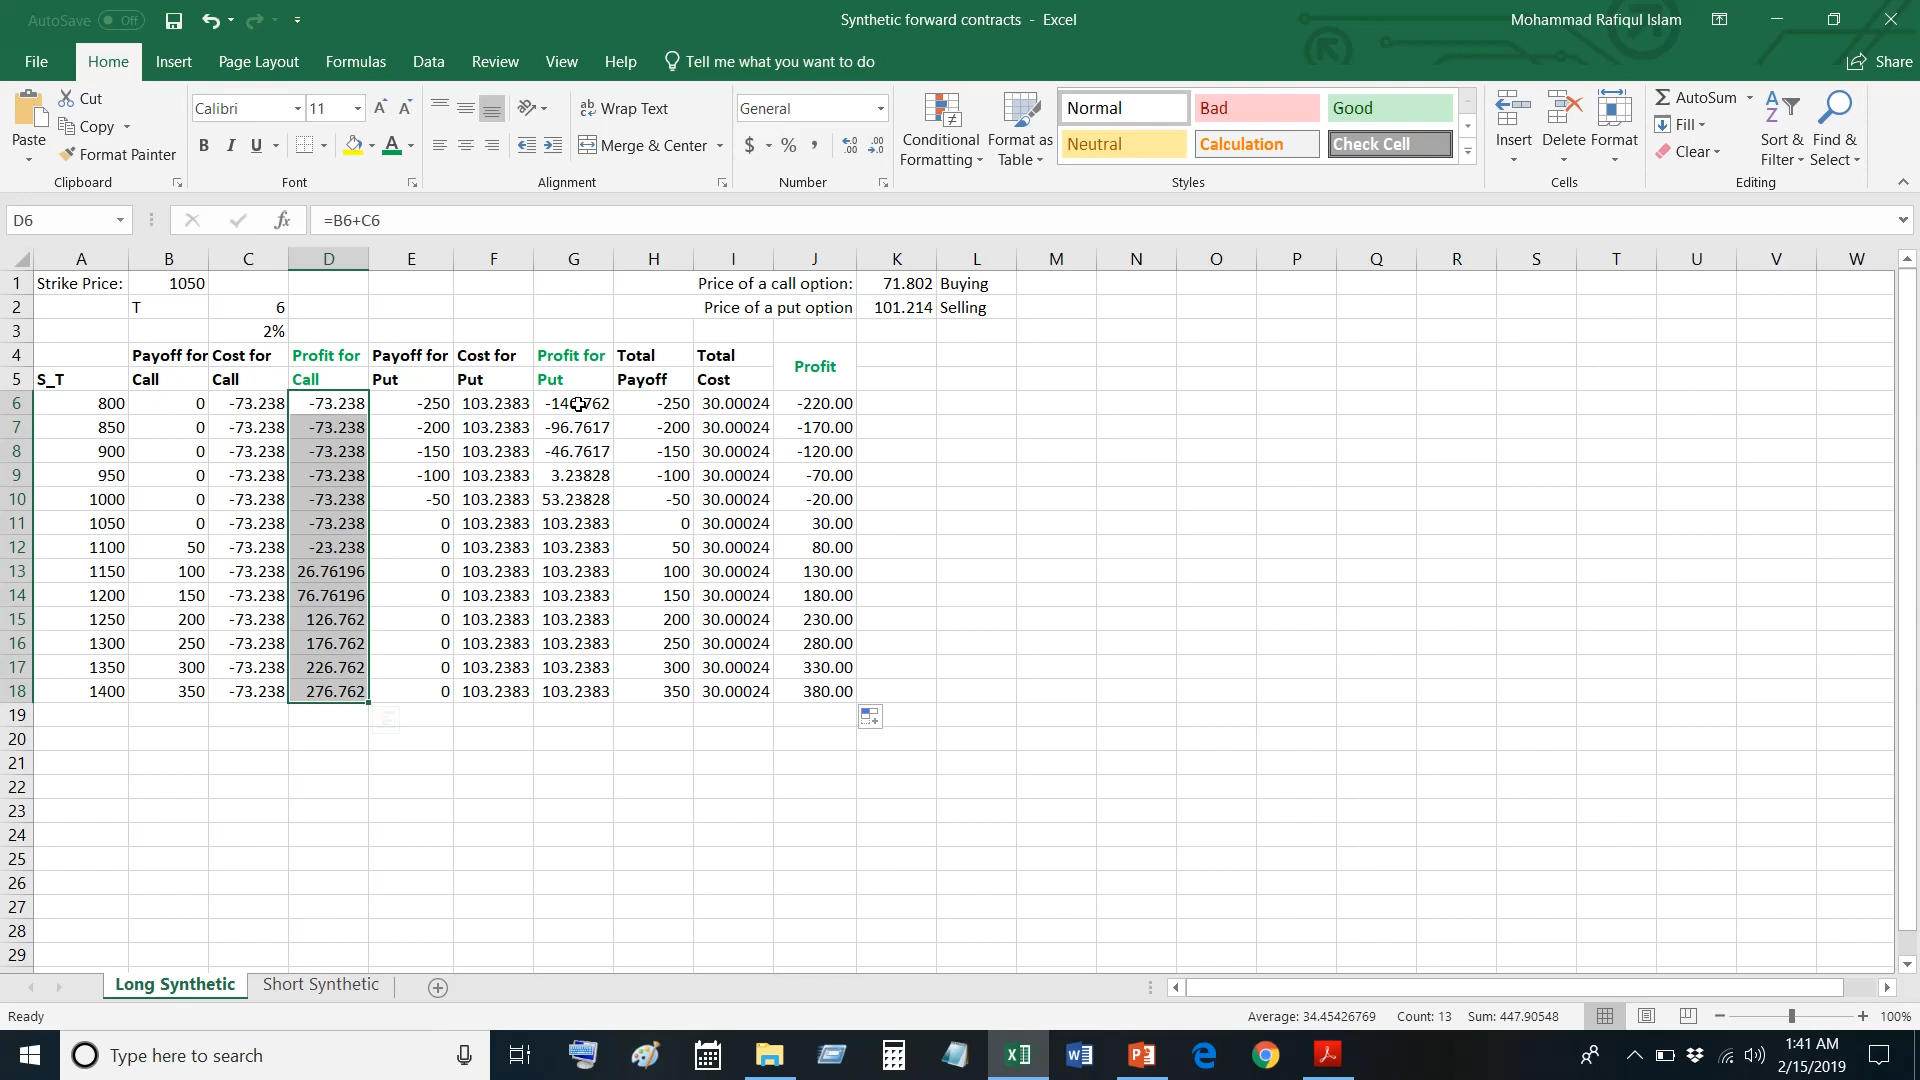 AutoSave Off Synthetic forward contracts - Excel Mohammad Rafiqul Islam
File Home Insert Page Layout Formulas Data Review View Help Tell me what you want to do Share
Paste Cut Calibri 11 Wrap Text General Conditional Formatting Format as Table Normal Bad Good Insert Delete Format AutoSum Sort & Filter Find & Select
Copy B I U Merge & Center $ % , Neutral Calculation Check Cell Fill
Format Painter Clear
Clipboard Font Alignment Number Styles Cells Editing
D6 fx =B6+C6
A B C D E F G H I J K L M N O P Q R S T U V W
1 Strike Price: 1050 Price of a call option: 71.802 Buying
2 T 6 Price of a put option 101.214 Selling
3 2%
4 Payoff for Cost for Profit for Payoff for Cost for Profit for Total Total Profit
5 S_T Call Call Call Put Put Put Payoff Cost
6 800 0 -73.238 -73.238 -250 103.2383 -146.762 -250 30.00024 -220.00
7 850 0 -73.238 -73.238 -200 103.2383 -96.7617 -200 30.00024 -170.00
8 900 0 -73.238 -73.238 -150 103.2383 -46.7617 -150 30.00024 -120.00
9 950 0 -73.238 -73.238 -100 103.2383 3.23828 -100 30.00024 -70.00
10 1000 0 -73.238 -73.238 -50 103.2383 53.23828 -50 30.00024 -20.00
11 1050 0 -73.238 -73.238 0 103.2383 103.2383 0 30.00024 30.00
12 1100 50 -73.238 -23.238 0 103.2383 103.2383 50 30.00024 80.00
13 1150 100 -73.238 26.76196 0 103.2383 103.2383 100 30.00024 130.00
14 1200 150 -73.238 76.76196 0 103.2383 103.2383 150 30.00024 180.00
15 1250 200 -73.238 126.762 0 103.2383 103.2383 200 30.00024 230.00
16 1300 250 -73.238 176.762 0 103.2383 103.2383 250 30.00024 280.00
17 1350 300 -73.238 226.762 0 103.2383 103.2383 300 30.00024 330.00
18 1400 350 -73.238 276.762 0 103.2383 103.2383 350 30.00024 380.00
19
20
21
22
23
24
25
26
27
28
29
Long Synthetic Short Synthetic
Ready Average: 34.45426769 Count: 13 Sum: 447.90548 100%
Type here to search 1:41 AM
2/15/2019